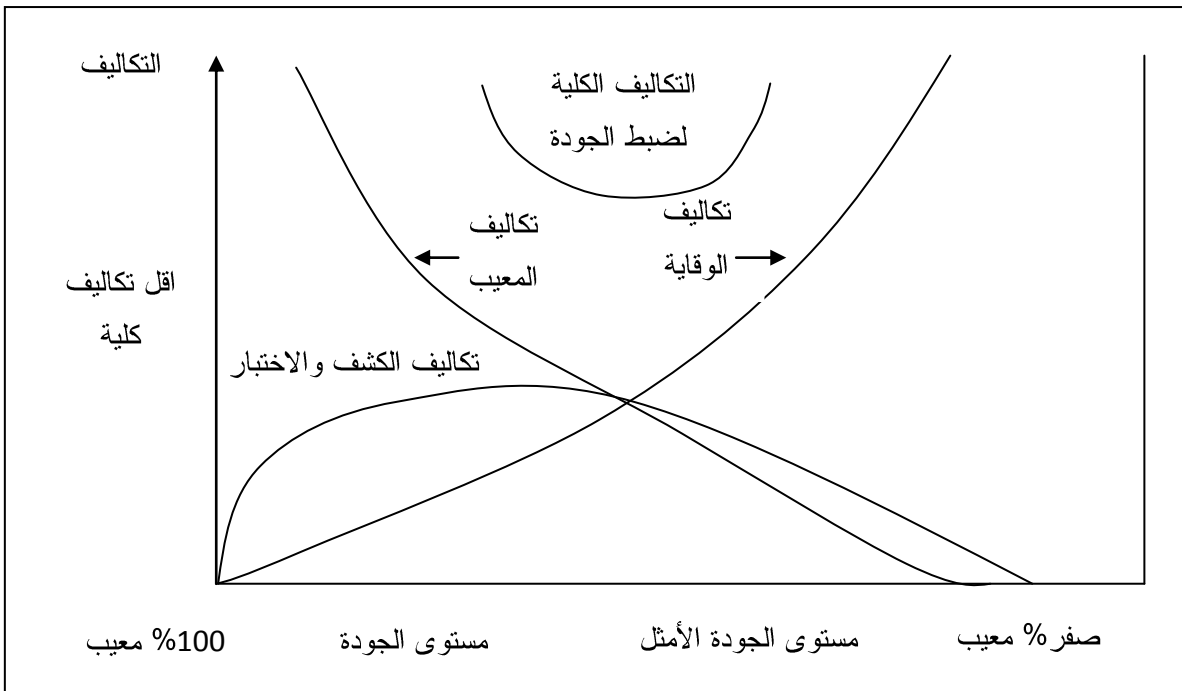 التكاليف
التكاليف الكلية
لضبط الجودة
تكاليف
الوقاية
تكاليف
المعيب
اقل تكاليف
كلية
تكاليف الكشف والاختبار
100% معيب
مستوى الجودة
مستوى الجودة الأمثل
صفر% معيب